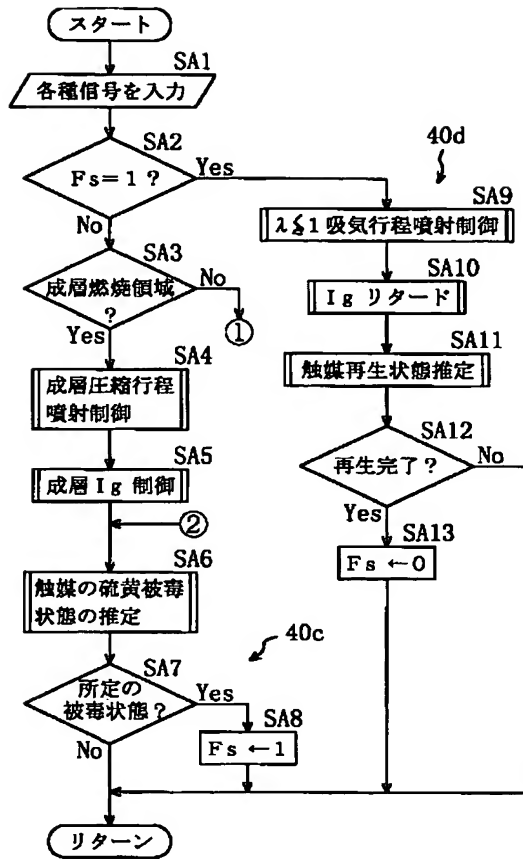 スタート
SA1
各種信号を入力
SA2
Fs=1?
Yes
No
40d
SA9
λ≦1吸気行程噴射制御
SA3
成層燃焼領域
?
No
Yes
①
SA10
Igリタード
SA4
成層圧縮行程
噴射制御
SA11
触媒再生状態推定
SA5
成層Ig制御
SA12
再生完了?
No
Yes
②
SA13
Fs←0
SA6
触媒の硫黄被毒
状態の推定
40c
SA7
所定の
被毒状態?
Yes
No
SA8
Fs←1
リターン